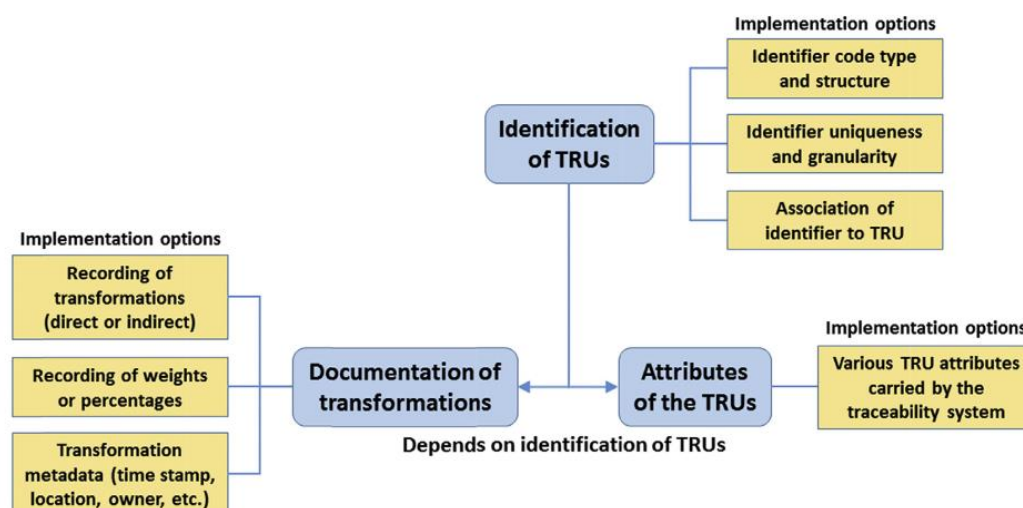 Implementation options
Identifier code type
and structure
Identification
of TRUs
Identifier uniqueness
and granularity
Association of
identifier to TRU
Implementation options
Recording of
transformations
(direct or indirect)
Recording of weights
or percentages
Transformation
metadata (time stamp,
location, owner, etc.)
Documentation of
transformations
Attributes
of the TRUs
Depends on identification of TRUs
Implementation options
Various TRU attributes
carried by the
traceability system